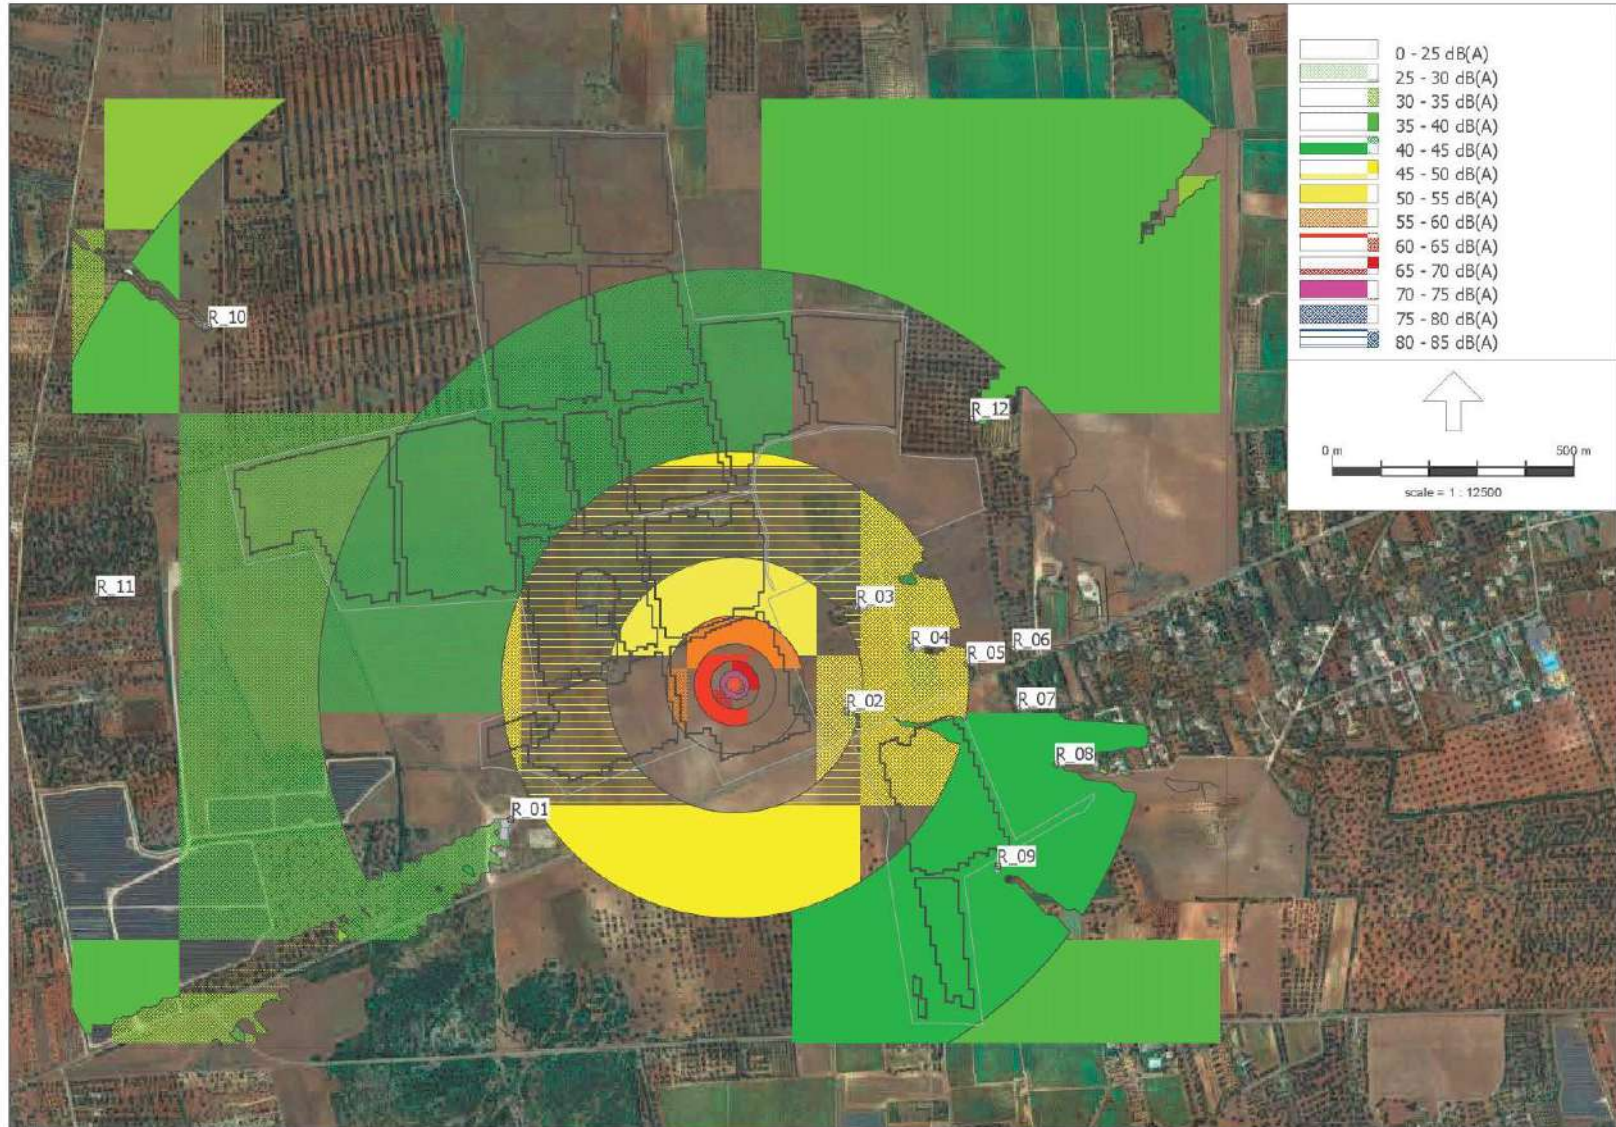 0 - 25 dB(A)
25 - 30 dB(A)
30 - 35 dB(A)
35 - 40 dB(A)
40 - 45 dB(A)
45 - 50 dB(A)
50 - 55 dB(A)
55 - 60 dB(A)
60 - 65 dB(A)
65 - 70 dB(A)
70 - 75 dB(A)
75 - 80 dB(A)
80 - 85 dB(A)
0 m 500 m
scale = 1 : 12500
R_10
R_12
R_11
R_03
R_04
R_06
R_05
R_02
R_07
R_08
R_01
R_09